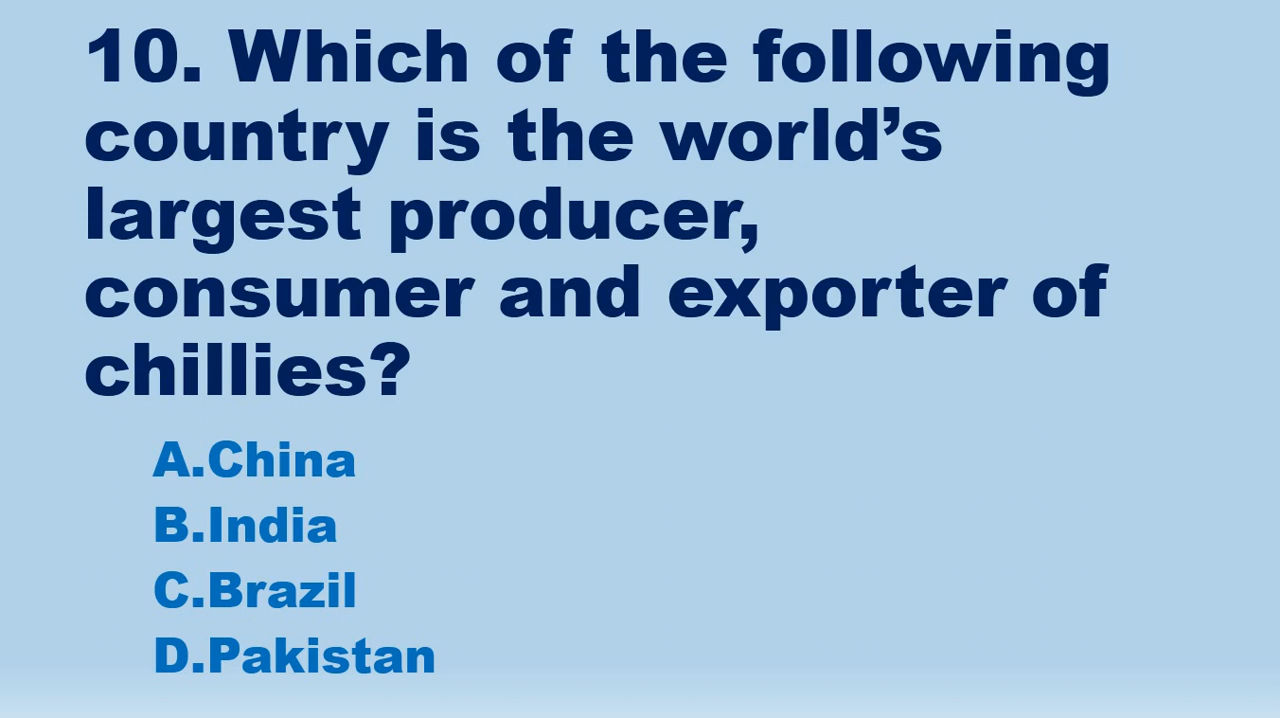 10. Which of the following
country is the world’s
largest producer,
consumer and exporter of
chillies?
A.China
B.India
C.Brazil
D.Pakistan